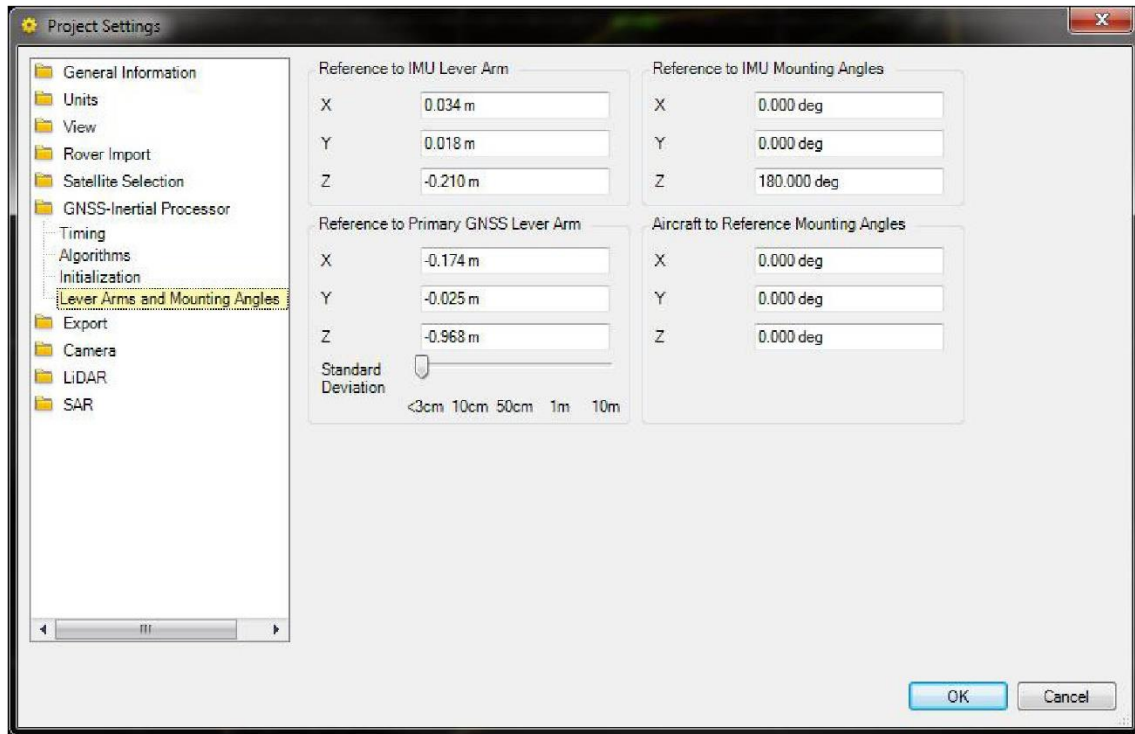 Project Settings
General Information
Units
View
Rover Import
Satellite Selection
GNSS-Inertial Processor
Timing
Algorithms
Initialization
Lever Arms and Mounting Angles
Export
Camera
LiDAR
SAR
Reference to IMU Lever Arm
X 0.034 m
Y 0.018 m
Z -0.210 m
Reference to IMU Mounting Angles
X 0.000 deg
Y 0.000 deg
Z 180.000 deg
Reference to Primary GNSS Lever Arm
X -0.174 m
Y -0.025 m
Z -0.968 m
Standard
Deviation
<3cm 10cm 50cm 1m 10m
Aircraft to Reference Mounting Angles
X 0.000 deg
Y 0.000 deg
Z 0.000 deg
OK Cancel